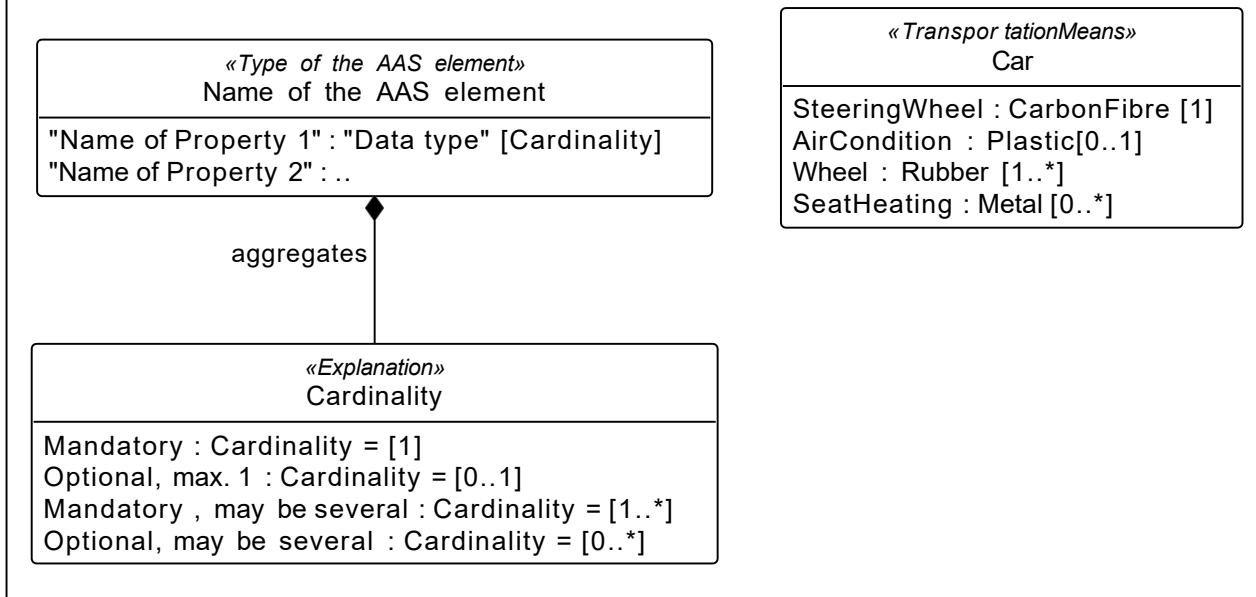 «Type of the AAS element»
Name of the AAS element
"Name of Property 1" : "Data type" [Cardinality]
"Name of Property 2" : ..
aggregates
«Explanation»
Cardinality
Mandatory : Cardinality = [1]
Optional, max. 1 : Cardinality = [0..1]
Mandatory , may be several : Cardinality = [1..*]
Optional, may be several : Cardinality = [0..*]
«Transpor tationMeans»
Car
SteeringWheel : CarbonFibre [1]
AirCondition : Plastic[0..1]
Wheel : Rubber [1..*]
SeatHeating : Metal [0..*]